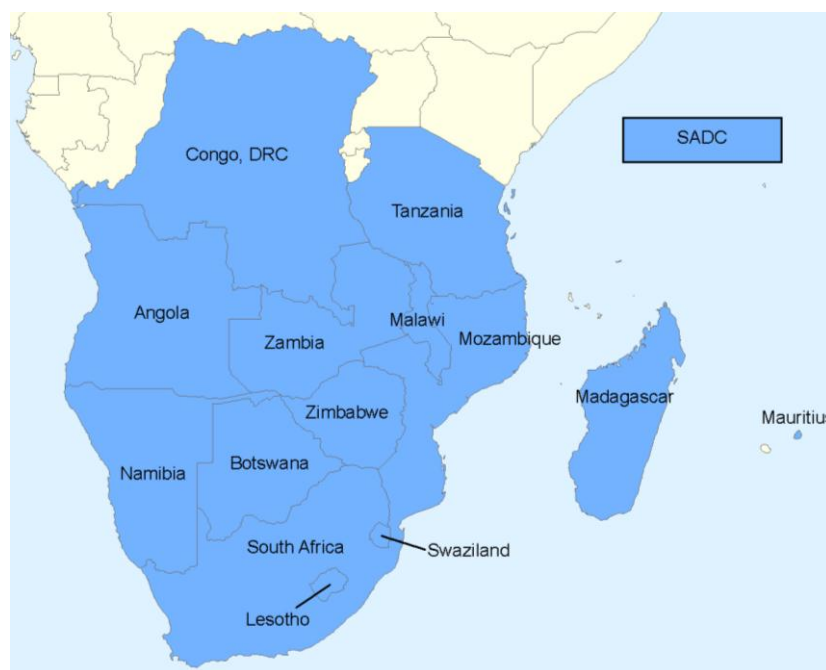 SADC
Congo, DRC
Tanzania
Angola
Malawi
Zambia
Mozambique
Madagascar
Zimbabwe
Mauritius
Botswana
Namibia
South Africa
Swaziland
Lesotho